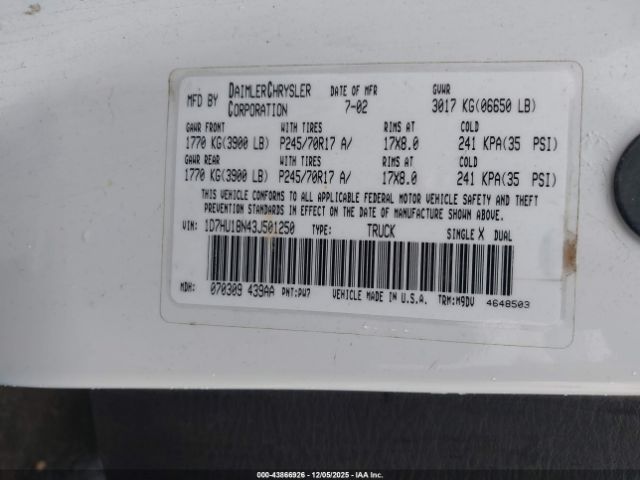 MFD BY DAIMLERCHRYSLER CORPORATION DATE OF MFR 7-02 GVWR 3017 KG(06650 LB)
GAWR FRONT WITH TIRES RIMS AT COLD
1770 KG(3900 LB) P245/70R17 A/ 17X8.0 241 KPA(35 PSI)
GAWR REAR WITH TIRES RIMS AT COLD
1770 KG(3900 LB) P245/70R17 A/ 17X8.0 241 KPA(35 PSI)
THIS VEHICLE CONFORMS TO ALL APPLICABLE FEDERAL MOTOR VEHICLE SAFETY AND THEFT
PREVENTION STANDARDS IN EFFECT ON THE DATE OF MANUFACTURE SHOWN ABOVE.
VIN: 1D7HU18N43J501250 TYPE: TRUCK SINGLE X DUAL
MDH: 070309 439AA PNT:PW7 VEHICLE MADE IN U.S.A. TRM:M9DV 4648503
000-43866926 - 12/05/2025 - IAA, Inc.